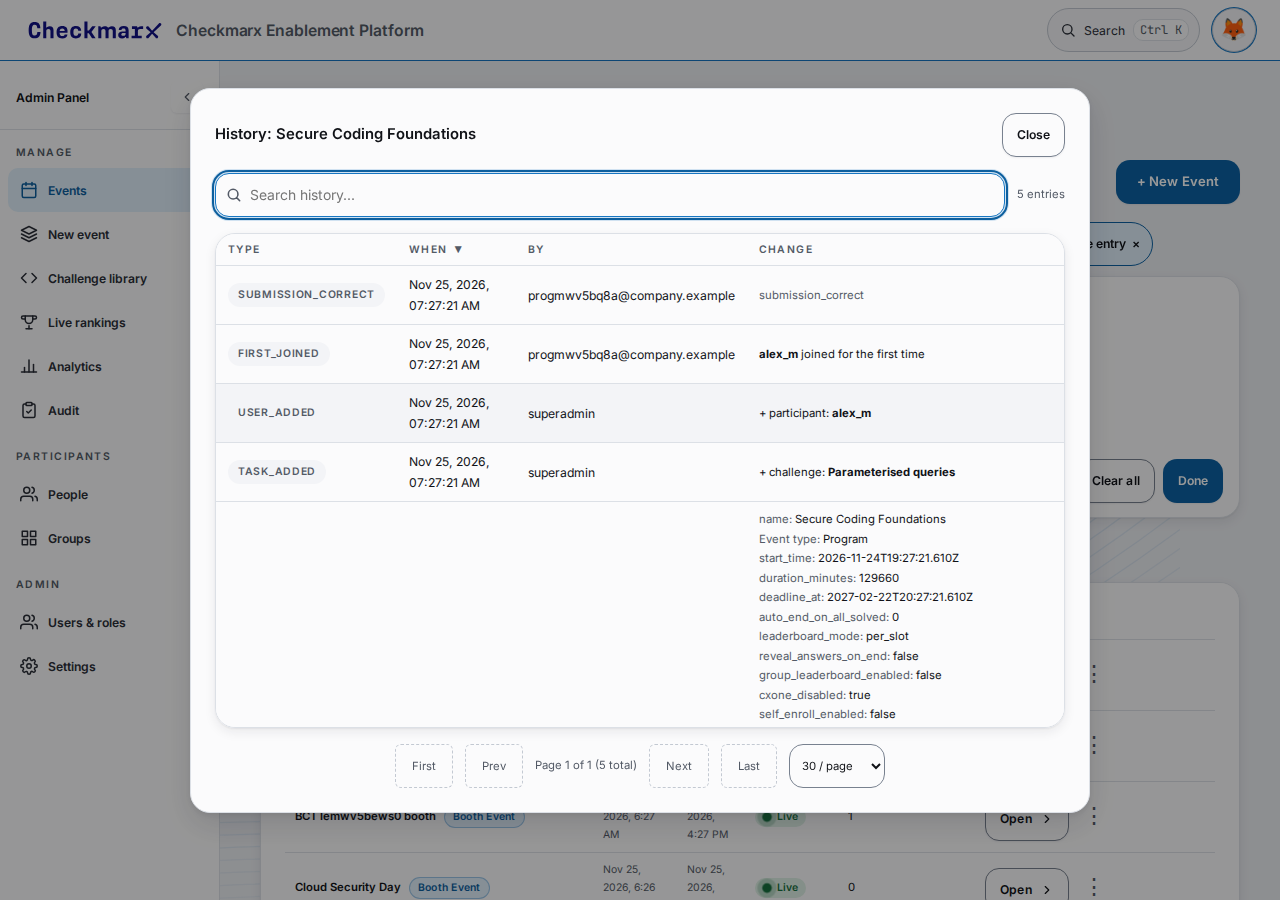 Checkmarx Checkmarx Enablement Platform Search Ctrl K
Admin Panel
MANAGE
Events
New event
Challenge library
Live rankings
Analytics
Audit
PARTICIPANTS
People
Groups
ADMIN
Users & roles
Settings
+ New Event
entry ×
Clear all Done
History: Secure Coding Foundations Close
Search history... 5 entries
TYPE WHEN ▼ BY CHANGE
SUBMISSION_CORRECT Nov 25, 2026, 07:27:21 AM progmwv5bq8a@company.example submission_correct
FIRST_JOINED Nov 25, 2026, 07:27:21 AM progmwv5bq8a@company.example alex_m joined for the first time
USER_ADDED Nov 25, 2026, 07:27:21 AM superadmin + participant: alex_m
TASK_ADDED Nov 25, 2026, 07:27:21 AM superadmin + challenge: Parameterised queries
name: Secure Coding Foundations
Event type: Program
start_time: 2026-11-24T19:27:21.610Z
duration_minutes: 129660
deadline_at: 2027-02-22T20:27:21.610Z
auto_end_on_all_solved: 0
leaderboard_mode: per_slot
reveal_answers_on_end: false
group_leaderboard_enabled: false
cxone_disabled: true
self_enroll_enabled: false
First Prev Page 1 of 1 (5 total) Next Last 30 / page
BCT lemwv5bews0 booth Booth Event 2026, 6:27 AM 2026, 4:27 PM Live 1 Open
Cloud Security Day Booth Event Nov 25, 2026, 6:26 Nov 25, 2026, Live 0 Open